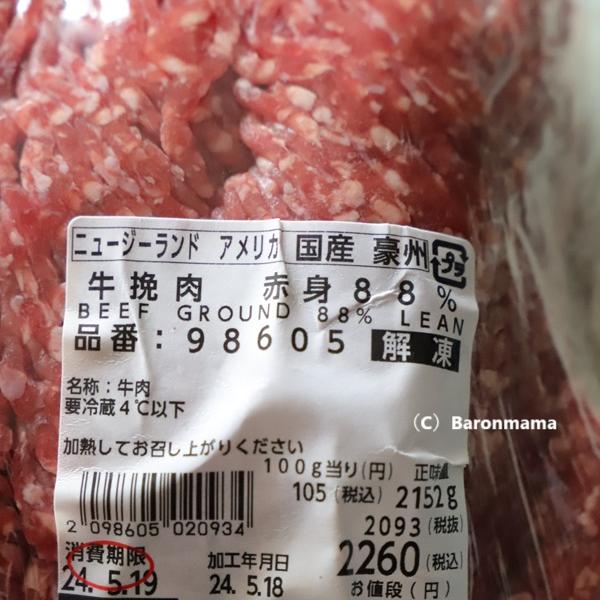 ニュージーランド アメリカ 国産 豪州
プラ
牛挽肉 赤身88%
BEEF GROUND 88% LEAN
品番：98605 解凍
名称：牛肉
要冷蔵4℃以下
加熱してお召し上がりください
100g当り(円) 正味量
105(税込) 2152g
2 098605 020934
2093(税抜)
消費期限 加工年月日 2260(税込)
24. 5.19 24. 5.18 お値段(円)
(C) Baronmama